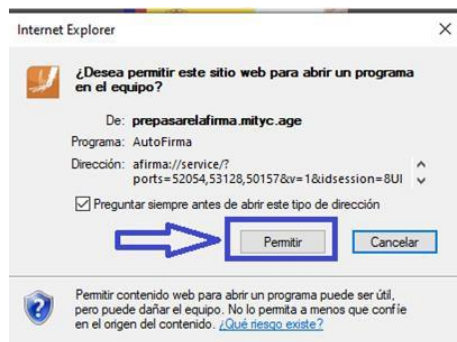 Internet Explorer
¿Desea permitir este sitio web para abrir un programa
en el equipo?
De: prepasarelafirma.mityc.age
Programa: AutoFirma
Dirección: afirma://service/?
ports=52054,53128,50157&v=1&idsession=8UI
Preguntar siempre antes de abrir este tipo de dirección
Permitir Cancelar
Permitir contenido web para abrir un programa puede ser útil,
pero puede dañar el equipo. No lo permita a menos que confíe
en el origen del contenido. ¿Qué riesgo existe?